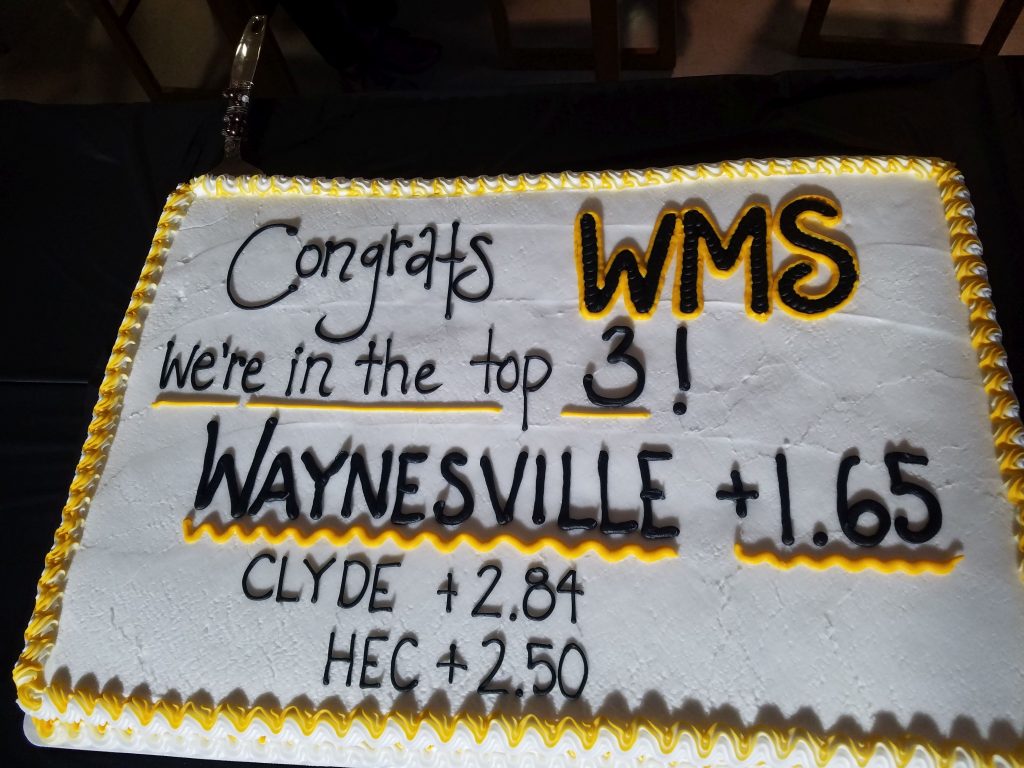 Congrats WMS
We're in the top 3!
WAYNESVILLE +1.65
CLYDE +2.84
HEC +2.50